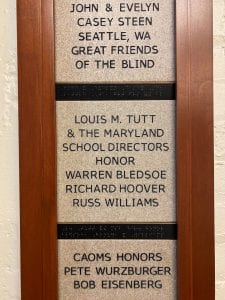 JOHN & EVELYN
CASEY STEEN
SEATTLE, WA
GREAT FRIENDS
OF THE BLIND
LOUIS M. TUTT
& THE MARYLAND
SCHOOL DIRECTORS
HONOR
WARREN BLEDSOE
RICHARD HOOVER
RUSS WILLIAMS
CAOMS HONORS
PETE WURZBURGER
BOB EISENBERG